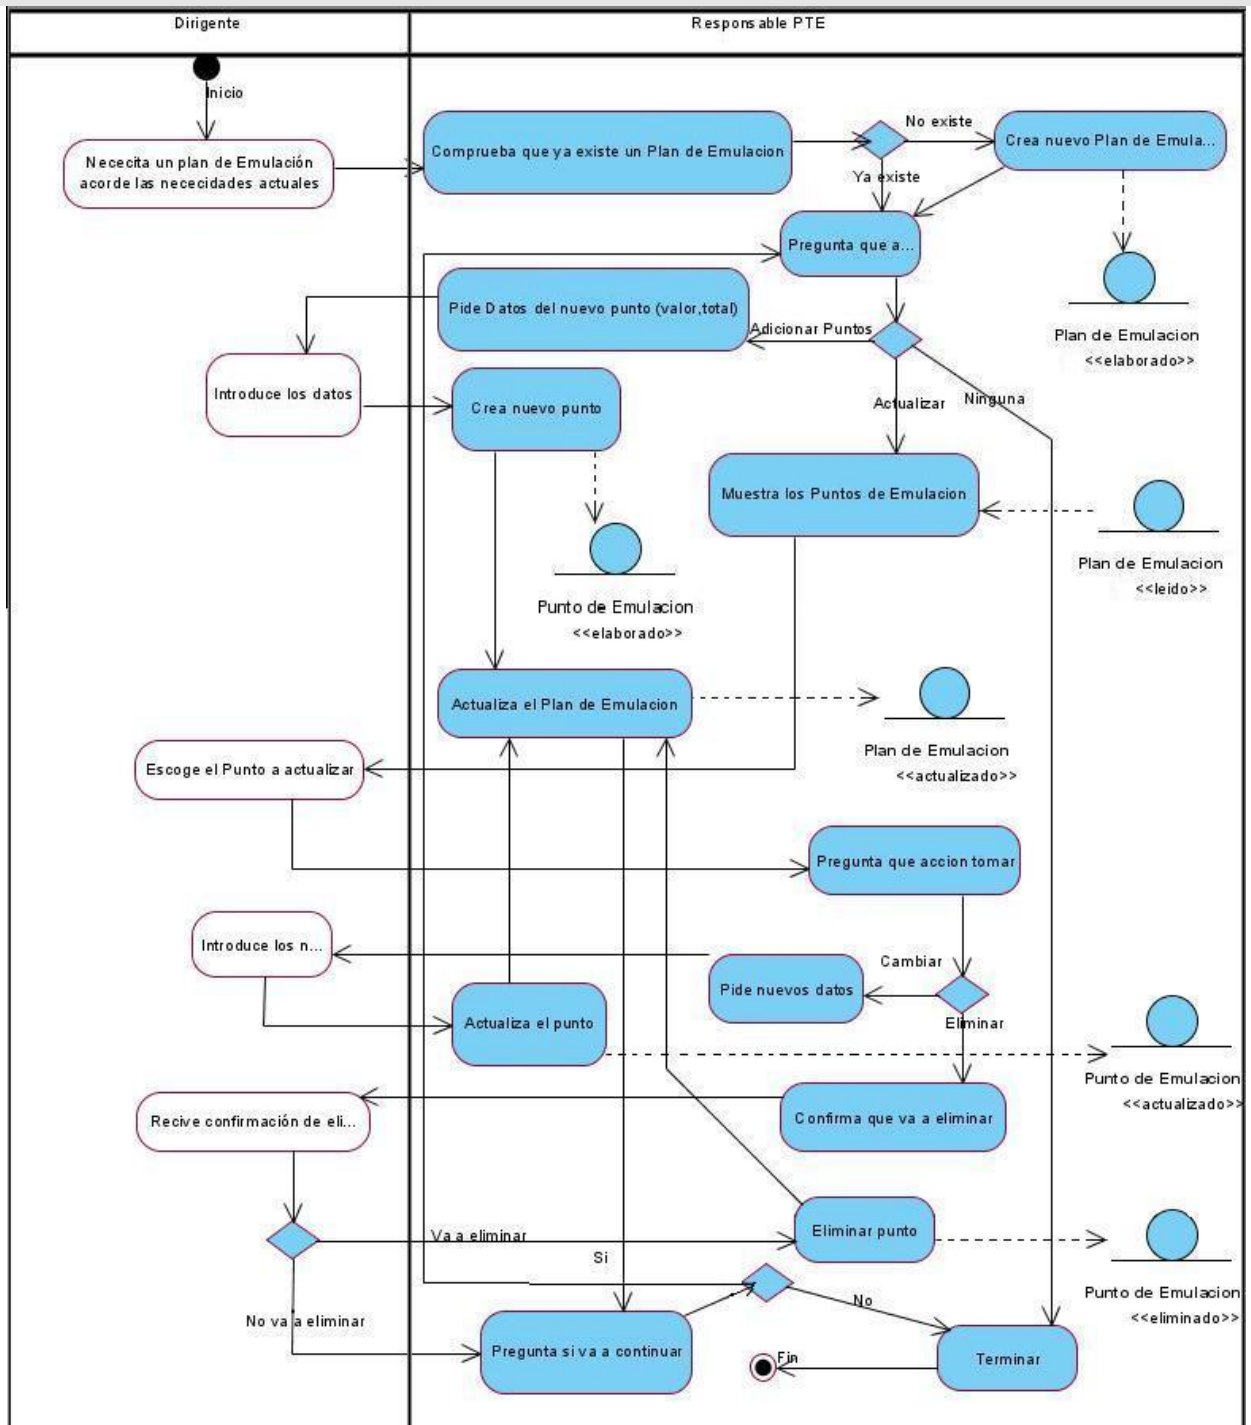 Dirigente
Responsable PTE
Inicio
Nececita un plan de Emulación
acorde las nececidades actuales
Comprueba que ya existe un Plan de Emulacion
No existe
Crea nuevo Plan de Emula...
Ya existe
Pregunta que a...
Plan de Emulacion
<<elaborado>>
Pide Datos del nuevo punto (valor,total)
Adicionar Puntos
Introduce los datos
Crea nuevo punto
Actualizar
Ninguna
Muestra los Puntos de Emulacion
Plan de Emulacion
<<leido>>
Punto de Emulacion
<<elaborado>>
Actualiza el Plan de Emulacion
Plan de Emulacion
<<actualizado>>
Escoge el Punto a actualizar
Pregunta que accion tomar
Introduce los n...
Cambiar
Pide nuevos datos
Actualiza el punto
Eliminar
Punto de Emulacion
<<actualizado>>
Recive confirmación de eli...
Confirma que va a eliminar
Va a eliminar
Eliminar punto
Si
Punto de Emulacion
<<eliminado>>
No
No va a eliminar
Pregunta si va a continuar
Fin
Terminar